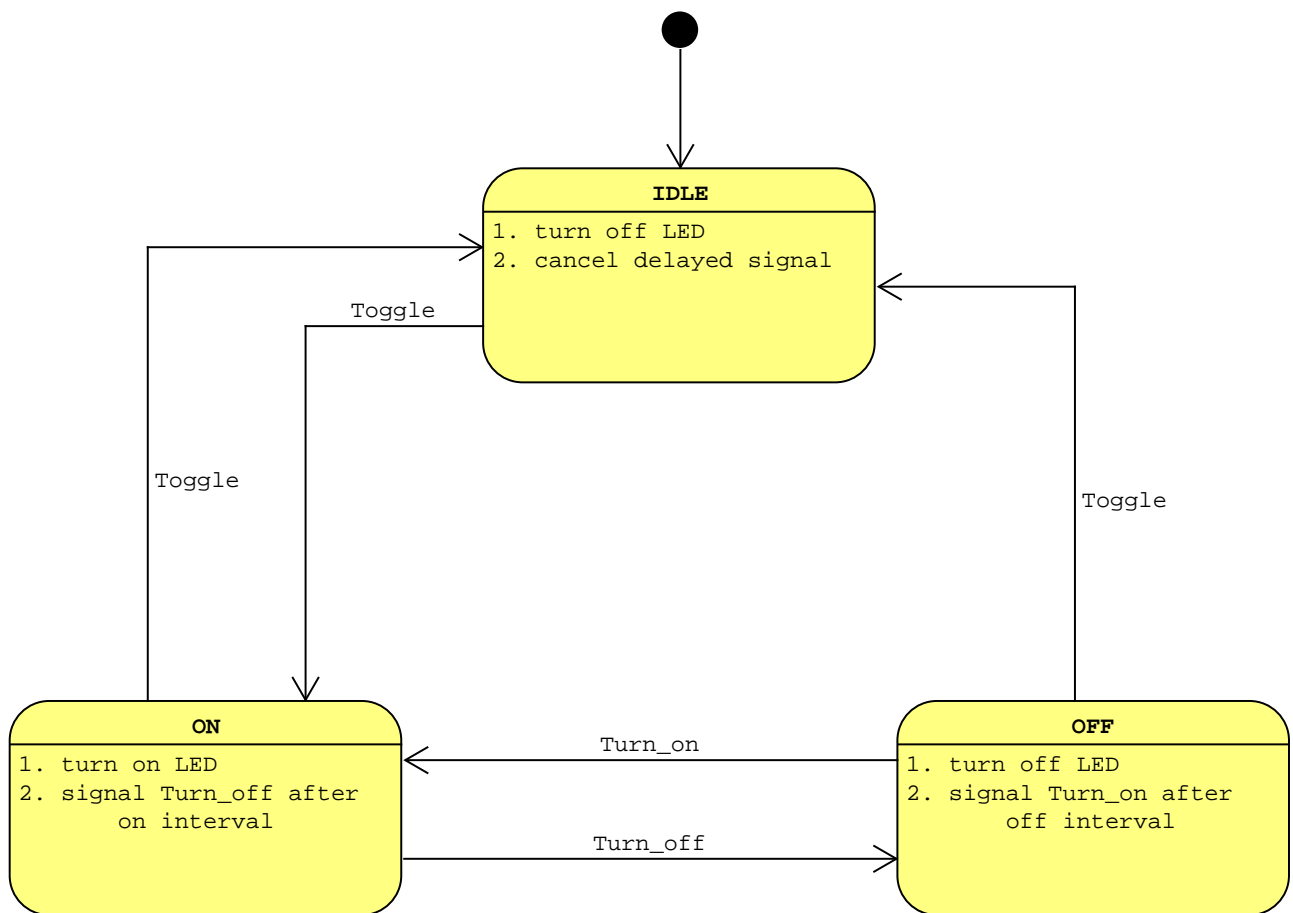 IDLE
1. turn off LED
2. cancel delayed signal
Toggle
Toggle
Toggle
ON
1. turn on LED
2. signal Turn_off after
on interval
Turn_on
Turn_off
OFF
1. turn off LED
2. signal Turn_on after
off interval